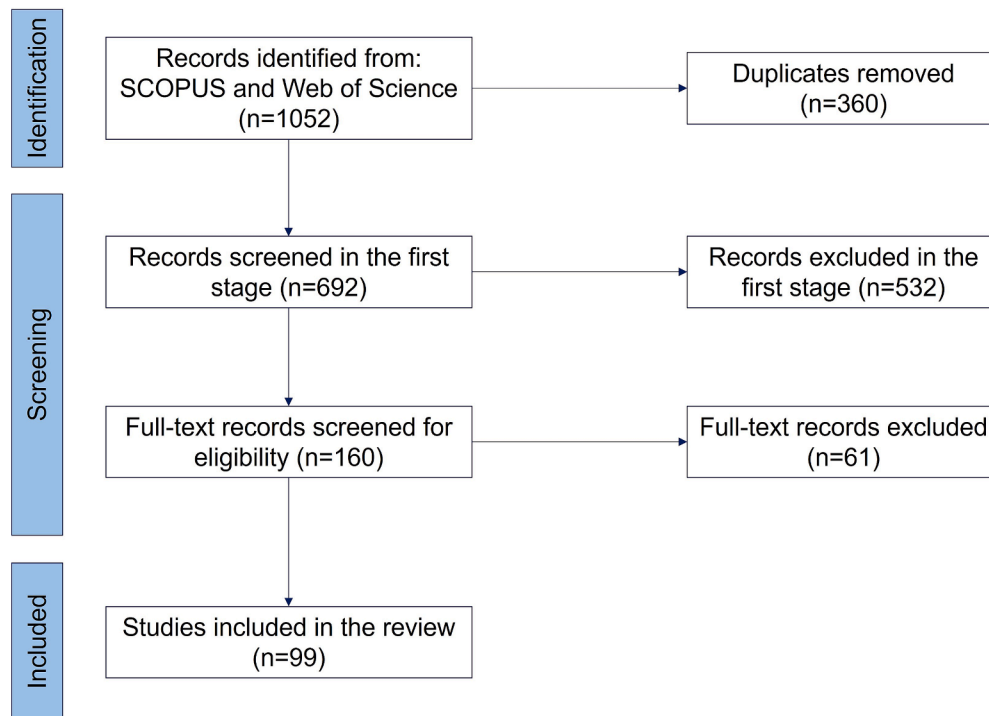 Identification
Records identified from:
SCOPUS and Web of Science
(n=1052)
Duplicates removed
(n=360)
Screening
Records screened in the first
stage (n=692)
Records excluded in the
first stage (n=532)
Full-text records screened for
eligibility (n=160)
Full-text records excluded
(n=61)
Included
Studies included in the review
(n=99)